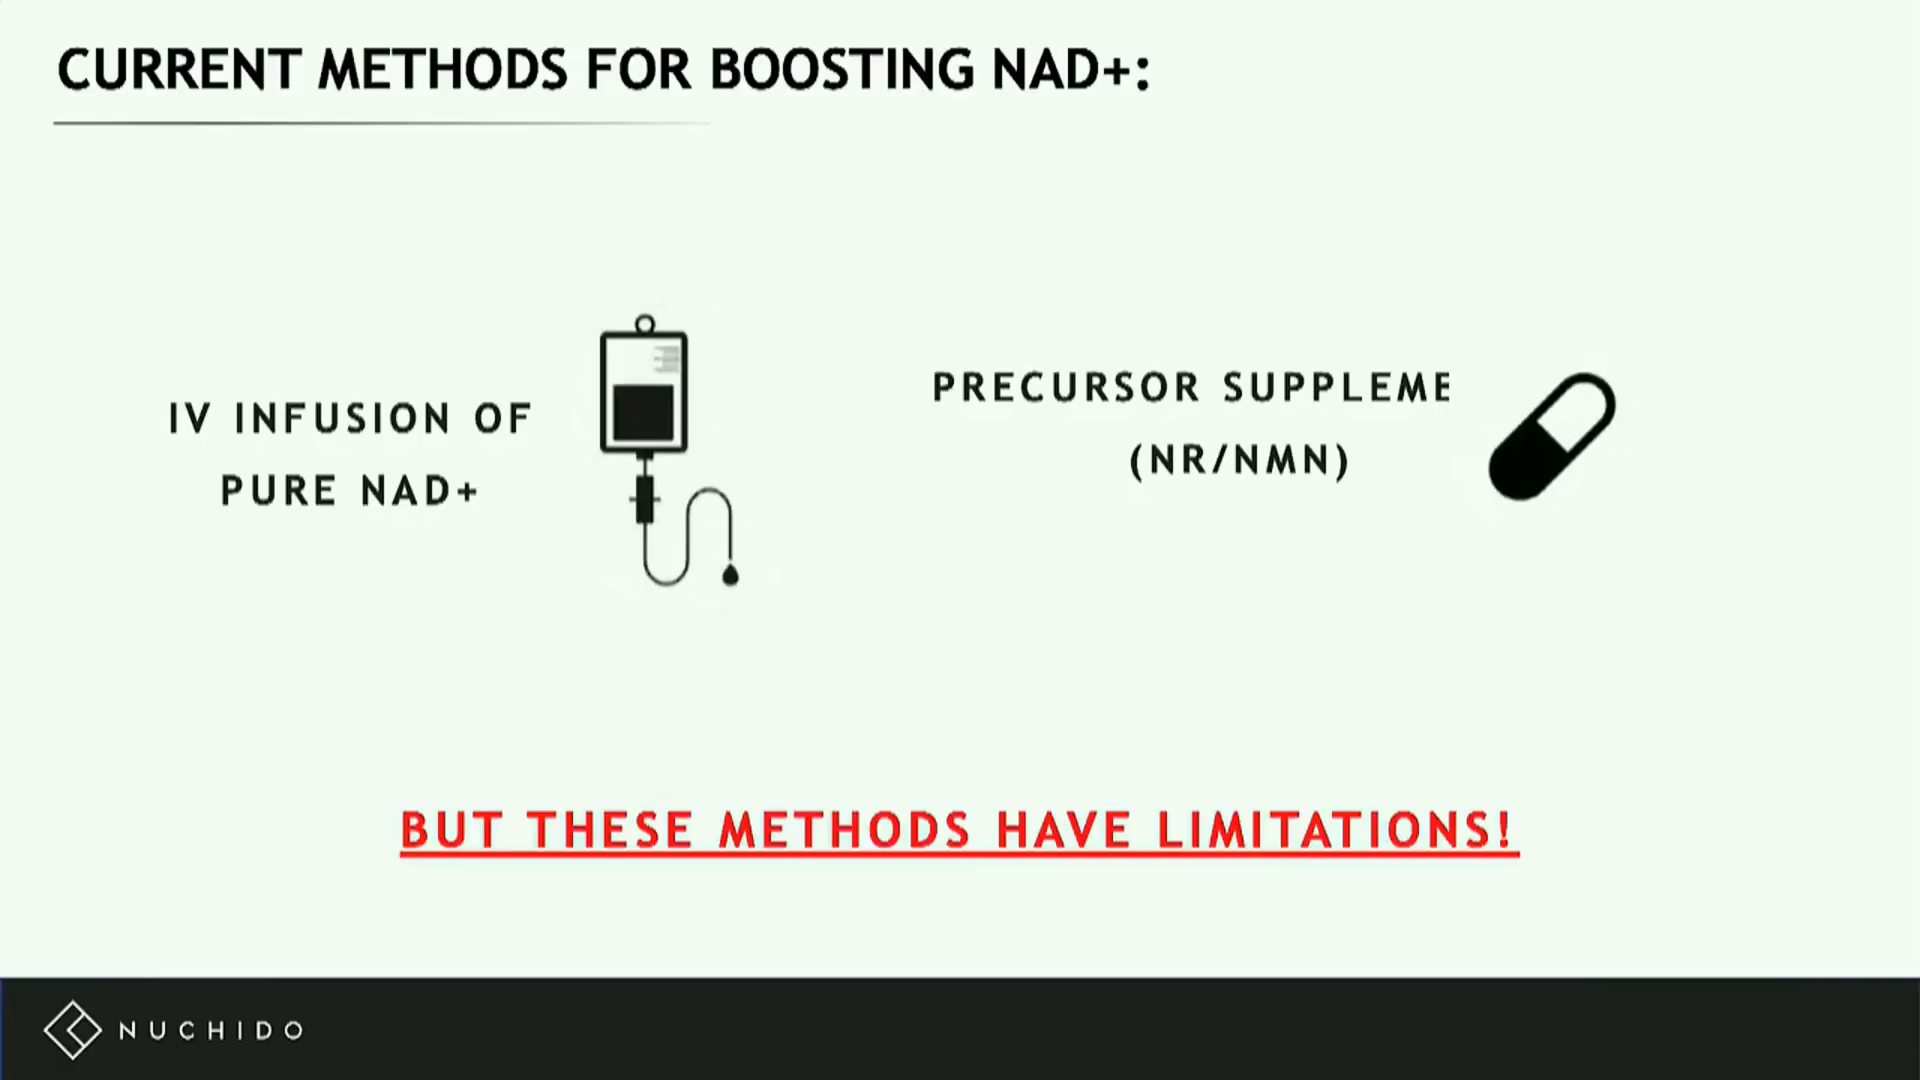 CURRENT METHODS FOR BOOSTING NAD+:
IV INFUSION OF
PURE NAD+
PRECURSOR SUPPLEME
(NR/NMN)
BUT THESE METHODS HAVE LIMITATIONS!
NUCHIDO